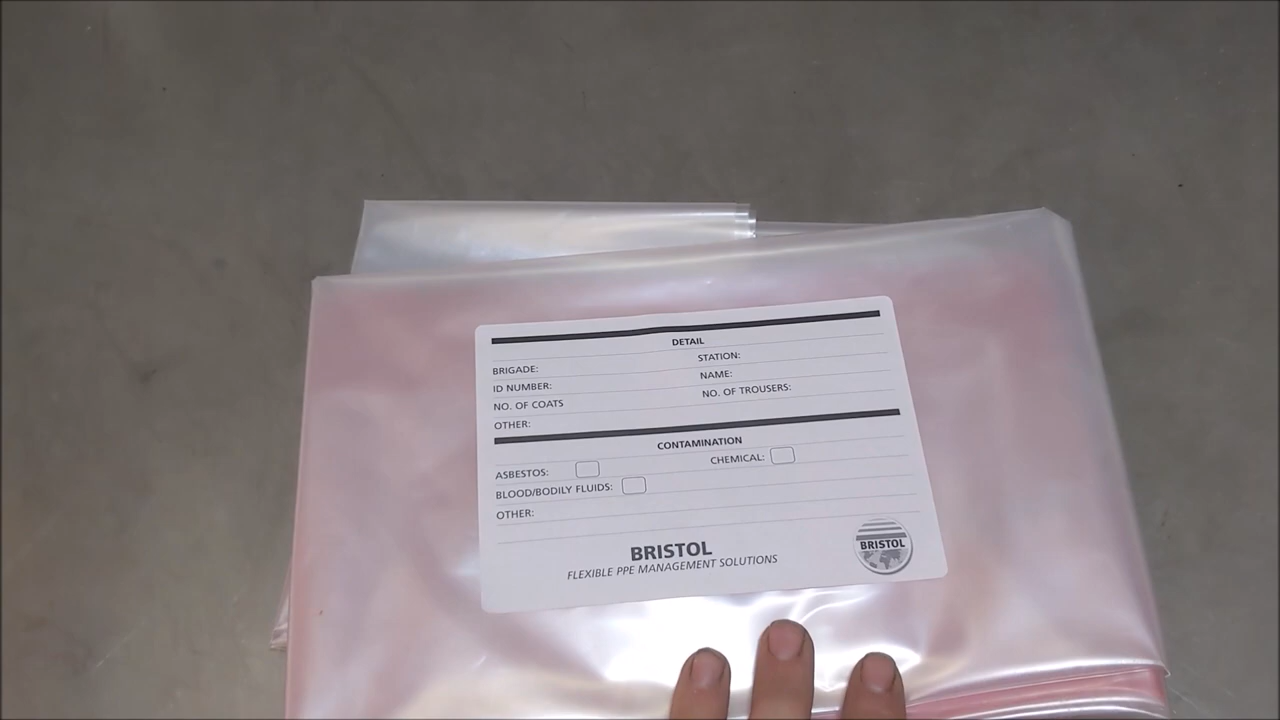 DETAIL
BRIGADE: STATION:
ID NUMBER: NAME:
NO. OF COATS NO. OF TROUSERS:
OTHER:
CONTAMINATION
ASBESTOS: CHEMICAL:
BLOOD/BODILY FLUIDS:
OTHER:
BRISTOL
FLEXIBLE PPE MANAGEMENT SOLUTIONS
BRISTOL